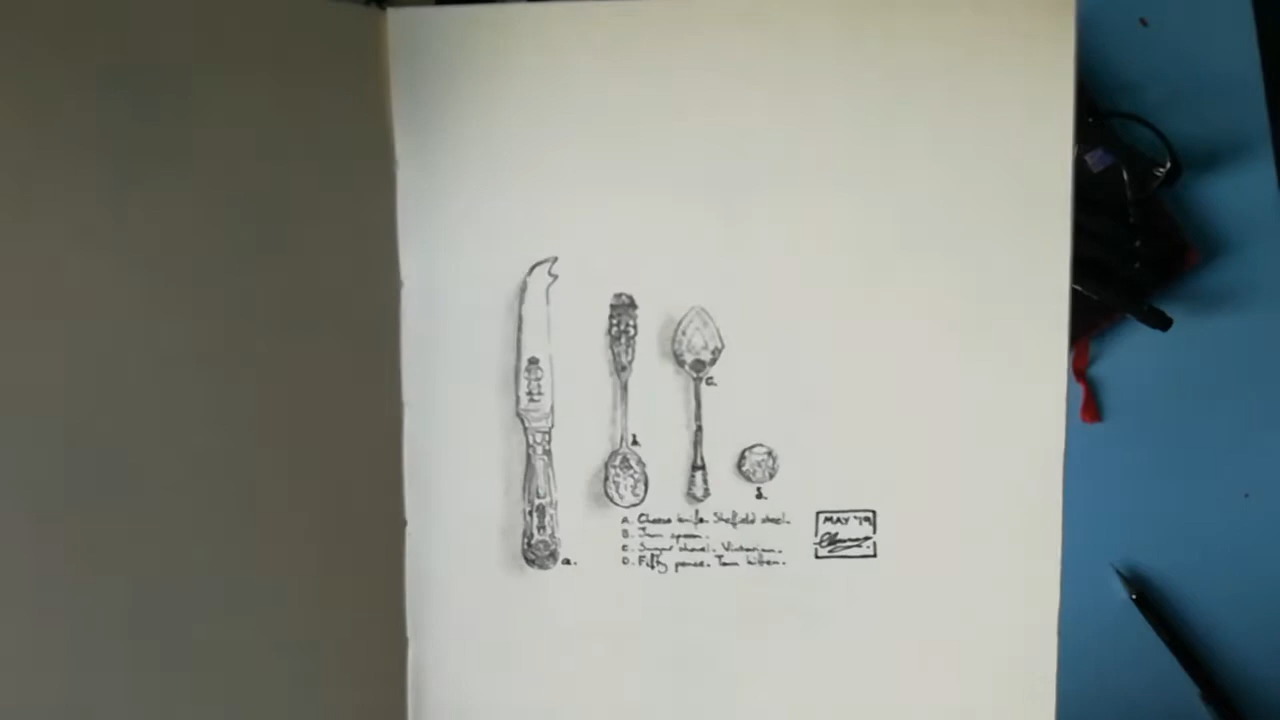 a.
b.
c.
d.
A. Cheese knife. Sheffield steel.
B. Jam spoon.
C. Sugar shovel. Victorian.
D. Fifty pence. Tom kitten.
MAY '19